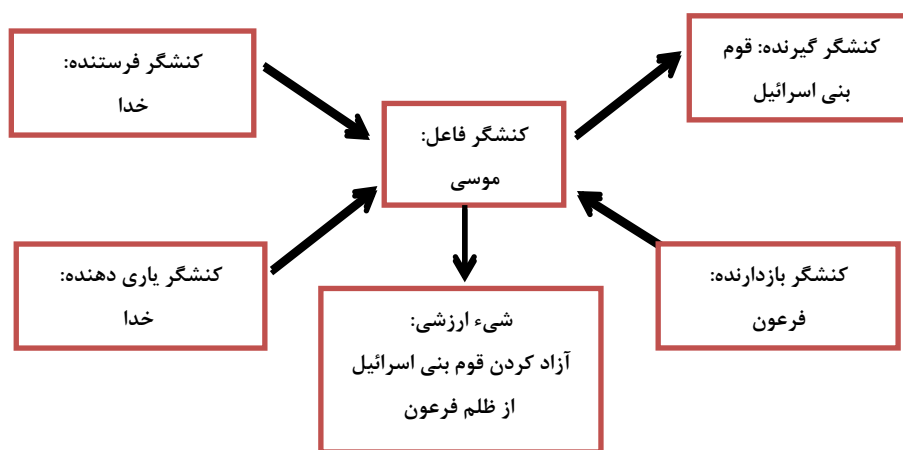 کنشگر گیرنده: قوم
بنی اسرائیل
کنشگر فرستنده:
خدا
کنشگر فاعل:
موسی
کنشگر بازدارنده:
فرعون
کنشگر یاری دهنده:
خدا
شیء ارزشی:
آزاد کردن قوم بنی اسرائیل
از ظلم فرعون